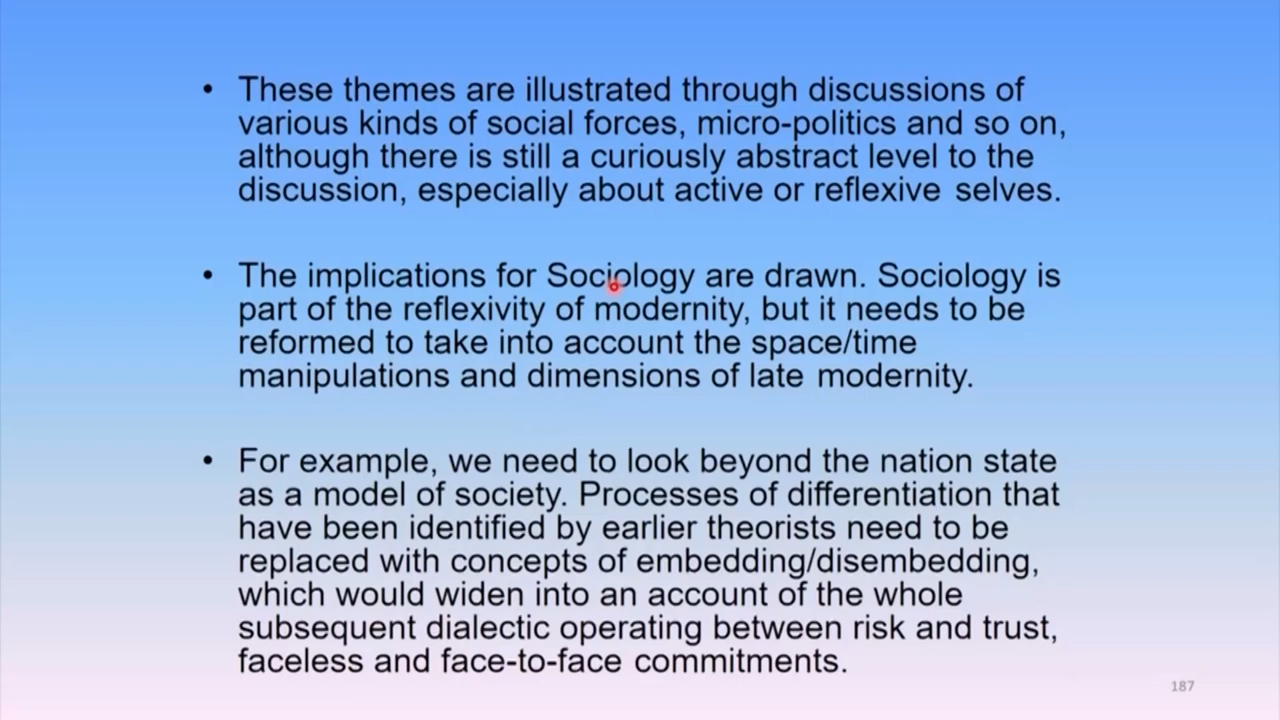 • These themes are illustrated through discussions of
various kinds of social forces, micro-politics and so on,
although there is still a curiously abstract level to the
discussion, especially about active or reflexive selves.
• The implications for Sociology are drawn. Sociology is
part of the reflexivity of modernity, but it needs to be
reformed to take into account the space/time
manipulations and dimensions of late modernity.
• For example, we need to look beyond the nation state
as a model of society. Processes of differentiation that
have been identified by earlier theorists need to be
replaced with concepts of embedding/disembedding,
which would widen into an account of the whole
subsequent dialectic operating between risk and trust,
faceless and face-to-face commitments.
187